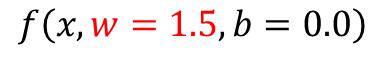 f(x, w = 1.5, b = 0.0)